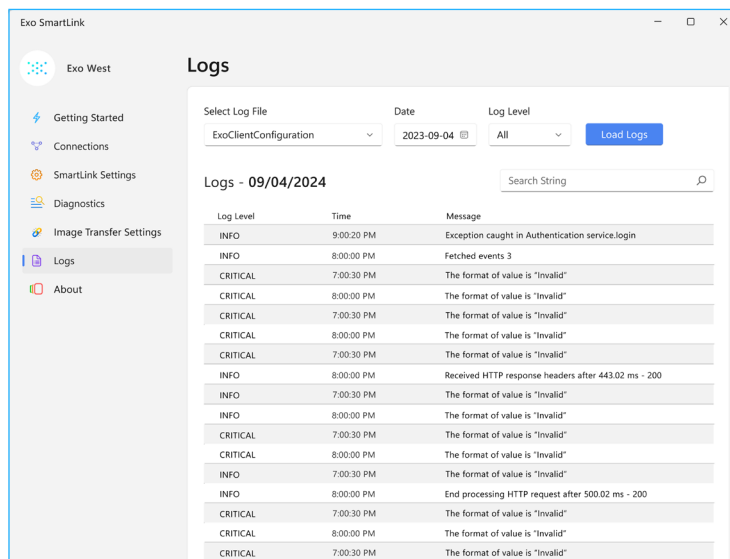 Exo SmartLink
Exo West
Getting Started
Connections
SmartLink Settings
Diagnostics
Image Transfer Settings
Logs
About
Logs
Select Log File Date Log Level
ExoClientConfiguration 2023-09-04 All Load Logs
Logs - 09/04/2024 Search String
Log Level Time Message
INFO 9:00:20 PM Exception caught in Authentication service.login
INFO 8:00:00 PM Fetched events 3
CRITICAL 7:00:30 PM The format of value is "Invalid"
CRITICAL 8:00:00 PM The format of value is "Invalid"
CRITICAL 7:00:30 PM The format of value is "Invalid"
CRITICAL 8:00:00 PM The format of value is "Invalid"
CRITICAL 7:00:30 PM The format of value is "Invalid"
INFO 8:00:00 PM Received HTTP response headers after 443.02 ms - 200
INFO 7:00:30 PM The format of value is "Invalid"
INFO 8:00:00 PM The format of value is "Invalid"
CRITICAL 7:00:30 PM The format of value is "Invalid"
CRITICAL 8:00:00 PM The format of value is "Invalid"
INFO 7:00:30 PM The format of value is "Invalid"
INFO 8:00:00 PM End processing HTTP request after 500.02 ms - 200
CRITICAL 7:00:30 PM The format of value is "Invalid"
CRITICAL 8:00:00 PM The format of value is "Invalid"
CRITICAL 7:00:30 PM The format of value is "Invalid"